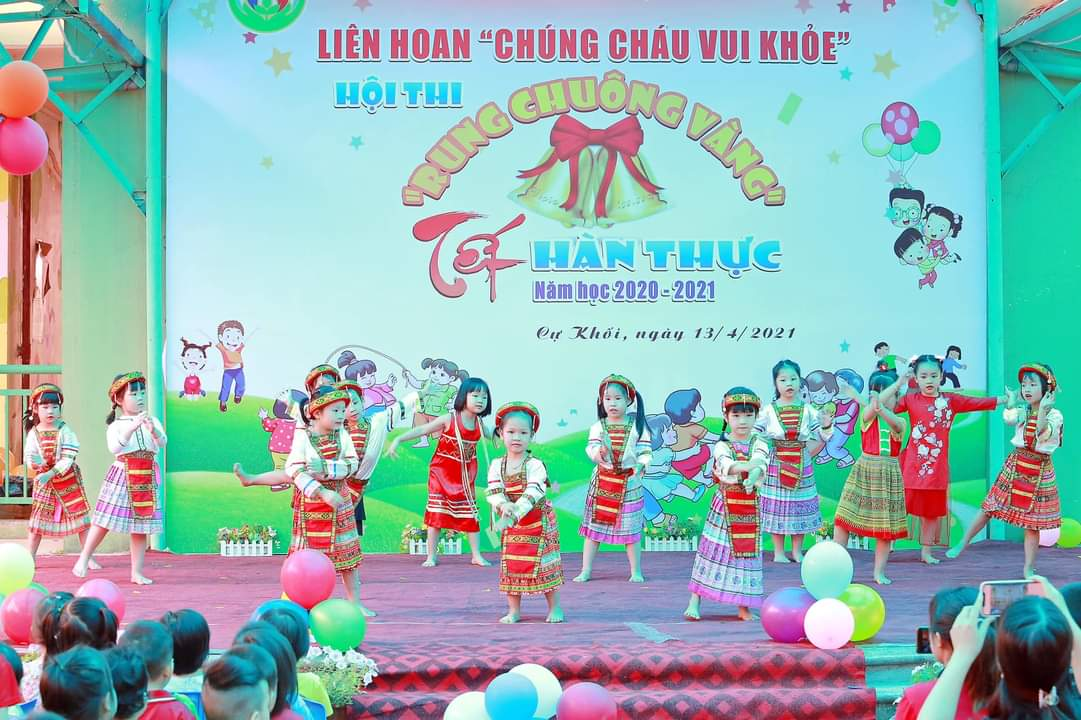 LIÊN HOAN "CHÚNG CHÁU VUI KHỎE"
HỘI THI
"RUNG CHUÔNG VÀNG"
Tết HÀN THỰC
Năm học 2020 - 2021
Cự Khối, ngày 13/4/2021